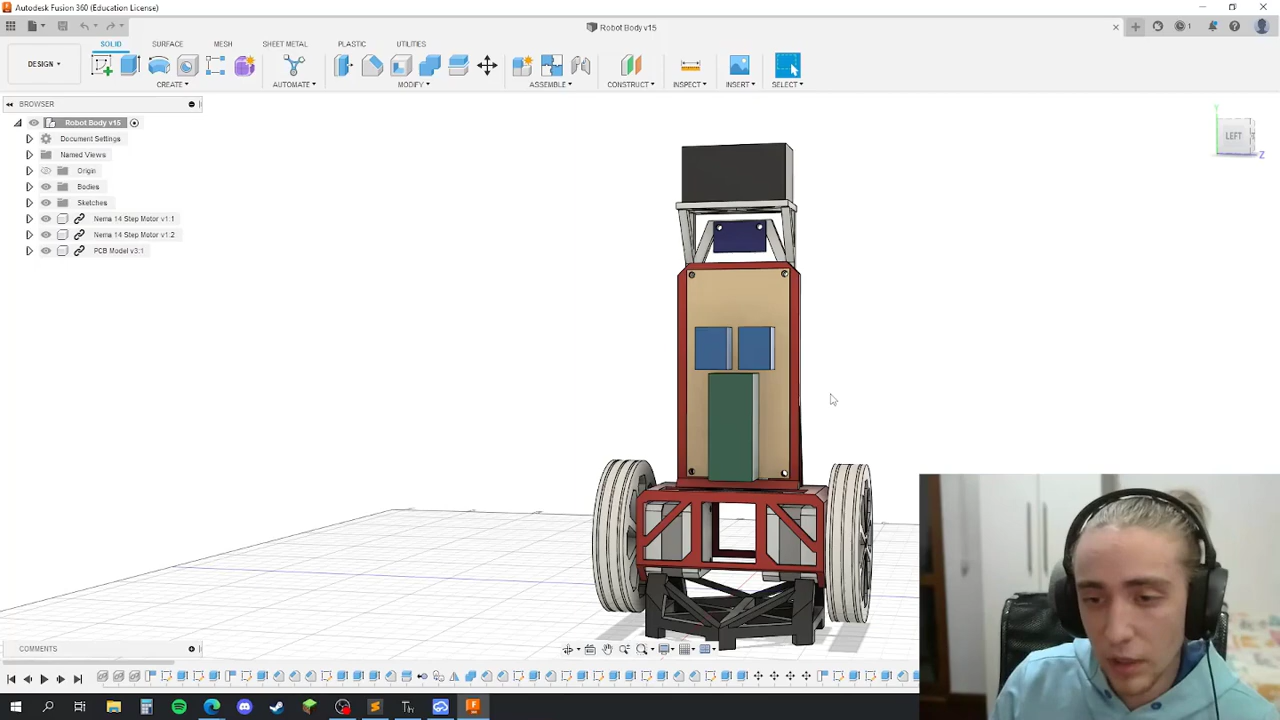 Autodesk Fusion 360 (Education License)
Robot Body v15
1
DESIGN
SOLID
SURFACE
MESH
SHEET METAL
PLASTIC
UTILITIES
CREATE
AUTOMATE
MODIFY
ASSEMBLE
CONSTRUCT
INSPECT
INSERT
SELECT
BROWSER
Robot Body v15
Document Settings
Named Views
Origin
Bodies
Sketches
Nema 14 Step Motor v1:1
Nema 14 Step Motor v1:2
PCB Model v3:1
Y
LEFT
Z
COMMENTS